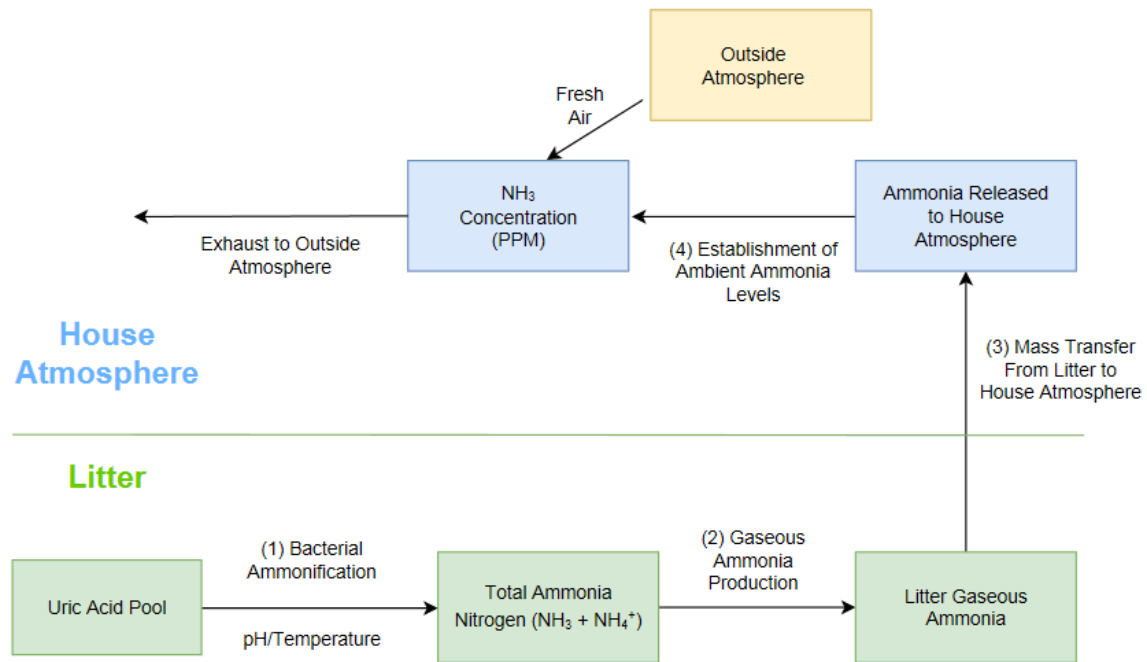 Outside
Atmosphere
Fresh
Air
NH₃
Concentration
(PPM)
Ammonia Released
to House
Atmosphere
Exhaust to Outside
Atmosphere
(4) Establishment of
Ambient Ammonia
Levels
House
Atmosphere
(3) Mass Transfer
From Litter to
House Atmosphere
Litter
(1) Bacterial
Ammonification
(2) Gaseous
Ammonia
Production
Uric Acid Pool
Total Ammonia
Nitrogen (NH₃ + NH₄⁺)
Litter Gaseous
Ammonia
pH/Temperature